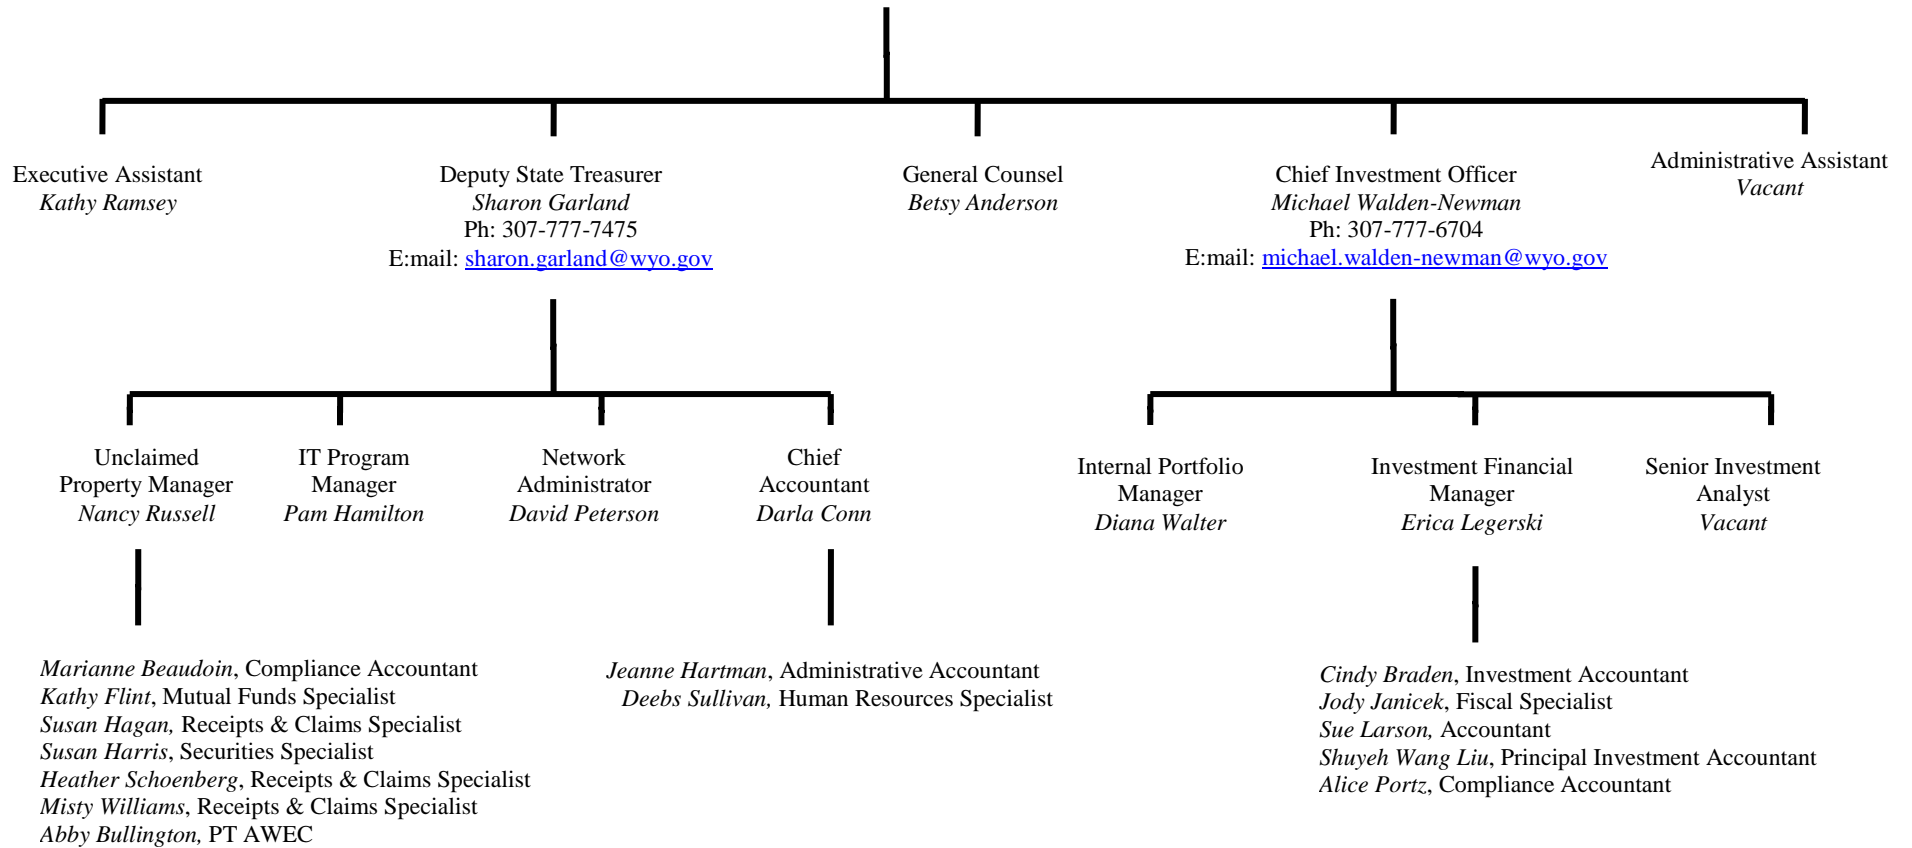 Executive Assistant
Kathy Ramsey
Deputy State Treasurer
Sharon Garland
Ph: 307-777-7475
E:mail: sharon.garland@wyo.gov
General Counsel
Betsy Anderson
Chief Investment Officer
Michael Walden-Newman
Ph: 307-777-6704
E:mail: michael.walden-newman@wyo.gov
Administrative Assistant
Vacant
Unclaimed
Property Manager
Nancy Russell
IT Program
Manager
Pam Hamilton
Network
Administrator
David Peterson
Chief
Accountant
Darla Conn
Internal Portfolio
Manager
Diana Walter
Investment Financial
Manager
Erica Legerski
Senior Investment
Analyst
Vacant
Marianne Beaudoin, Compliance Accountant
Kathy Flint, Mutual Funds Specialist
Susan Hagan, Receipts & Claims Specialist
Susan Harris, Securities Specialist
Heather Schoenberg, Receipts & Claims Specialist
Misty Williams, Receipts & Claims Specialist
Abby Bullington, PT AWEC
Jeanne Hartman, Administrative Accountant
Deebs Sullivan, Human Resources Specialist
Cindy Braden, Investment Accountant
Jody Janicek, Fiscal Specialist
Sue Larson, Accountant
Shuyeh Wang Liu, Principal Investment Accountant
Alice Portz, Compliance Accountant